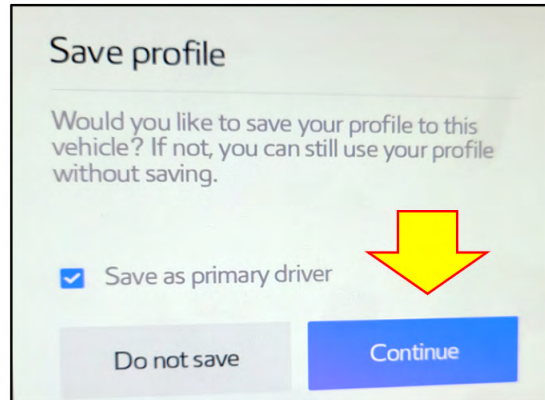 Save profile
Would you like to save your profile to this
vehicle? If not, you can still use your profile
without saving.
Save as primary driver
Do not save
Continue